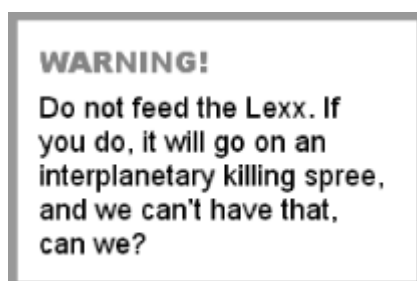 WARNING!
Do not feed the Lexx. If
you do, it will go on an
interplanetary killing spree,
and we can't have that,
can we?